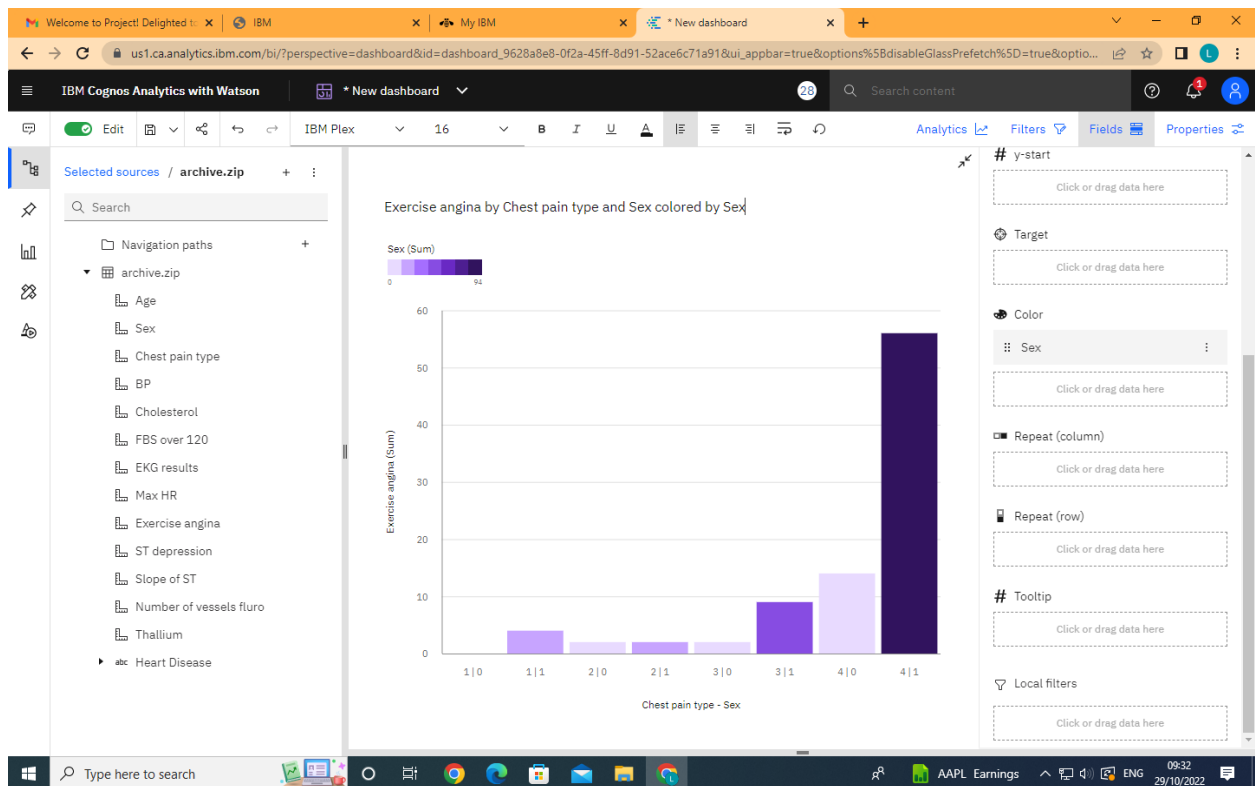 Welcome to Project! Delighted to
IBM
My IBM
* New dashboard
us1.ca.analytics.ibm.com/bi/?perspective=dashboard&id=dashboard_9628a8e8-0f2a-45ff-8d91-52ace6c71a91&ui_appbar=true&options%5BdisableGlassPrefetch%5D=true&optio...
L
IBM Cognos Analytics with Watson
* New dashboard
28
Search content
1
Edit
IBM Plex
16
B I U A
Analytics
Filters
Fields
Properties
Selected sources / archive.zip
Search
Navigation paths
archive.zip
Age
Sex
Chest pain type
BP
Cholesterol
FBS over 120
EKG results
Max HR
Exercise angina
ST depression
Slope of ST
Number of vessels fluro
Thallium
abc Heart Disease
Exercise angina by Chest pain type and Sex colored by Sex
Sex (Sum)
0 94
Exercise angina (Sum)
60
50
40
30
20
10
0
1|0 1|1 2|0 2|1 3|0 3|1 4|0 4|1
Chest pain type - Sex
# y-start
Click or drag data here
Target
Click or drag data here
Color
Sex
Click or drag data here
Repeat (column)
Click or drag data here
Repeat (row)
Click or drag data here
# Tooltip
Click or drag data here
Local filters
Click or drag data here
Type here to search
AAPL Earnings
ENG
09:32
29/10/2022